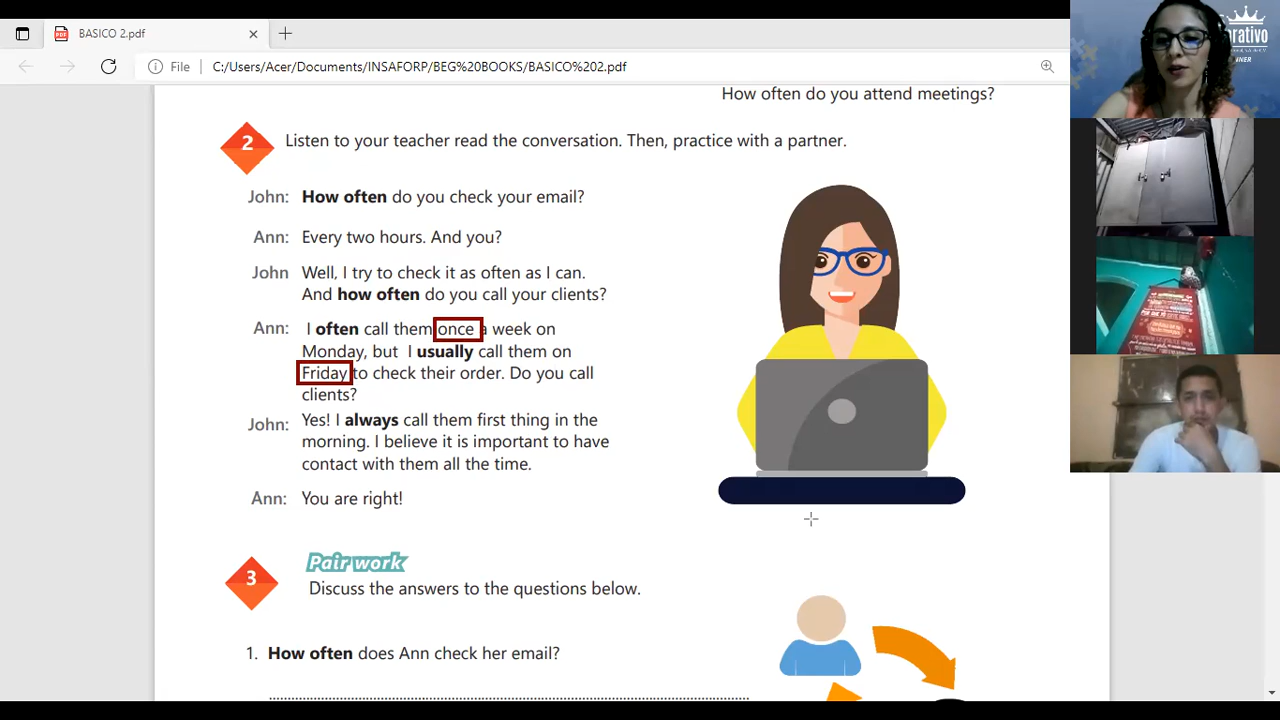 BASICO 2.pdf
File
C:/Users/Acer/Documents/INSAFORP/BEG%20BOOKS/BASICO%202.pdf
How often do you attend meetings?
2
Listen to your teacher read the conversation. Then, practice with a partner.
John: How often do you check your email?
Ann: Every two hours. And you?
John Well, I try to check it as often as I can.
And how often do you call your clients?
Ann: I often call them once a week on
Monday, but I usually call them on
Friday to check their order. Do you call
clients?
John: Yes! I always call them first thing in the
morning. I believe it is important to have
contact with them all the time.
Ann: You are right!
3
Pair work
Discuss the answers to the questions below.
1. How often does Ann check her email?